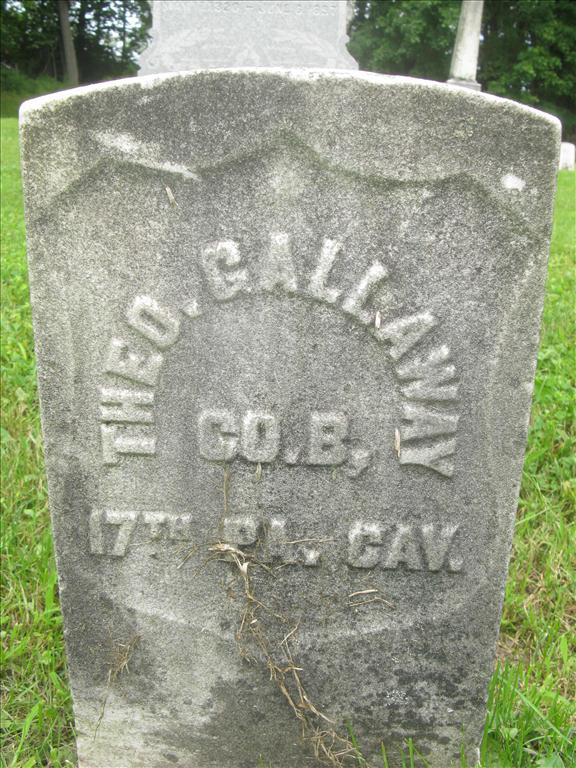 THEO. GALLAWAY
CO.B,
17TH PA. CAV.